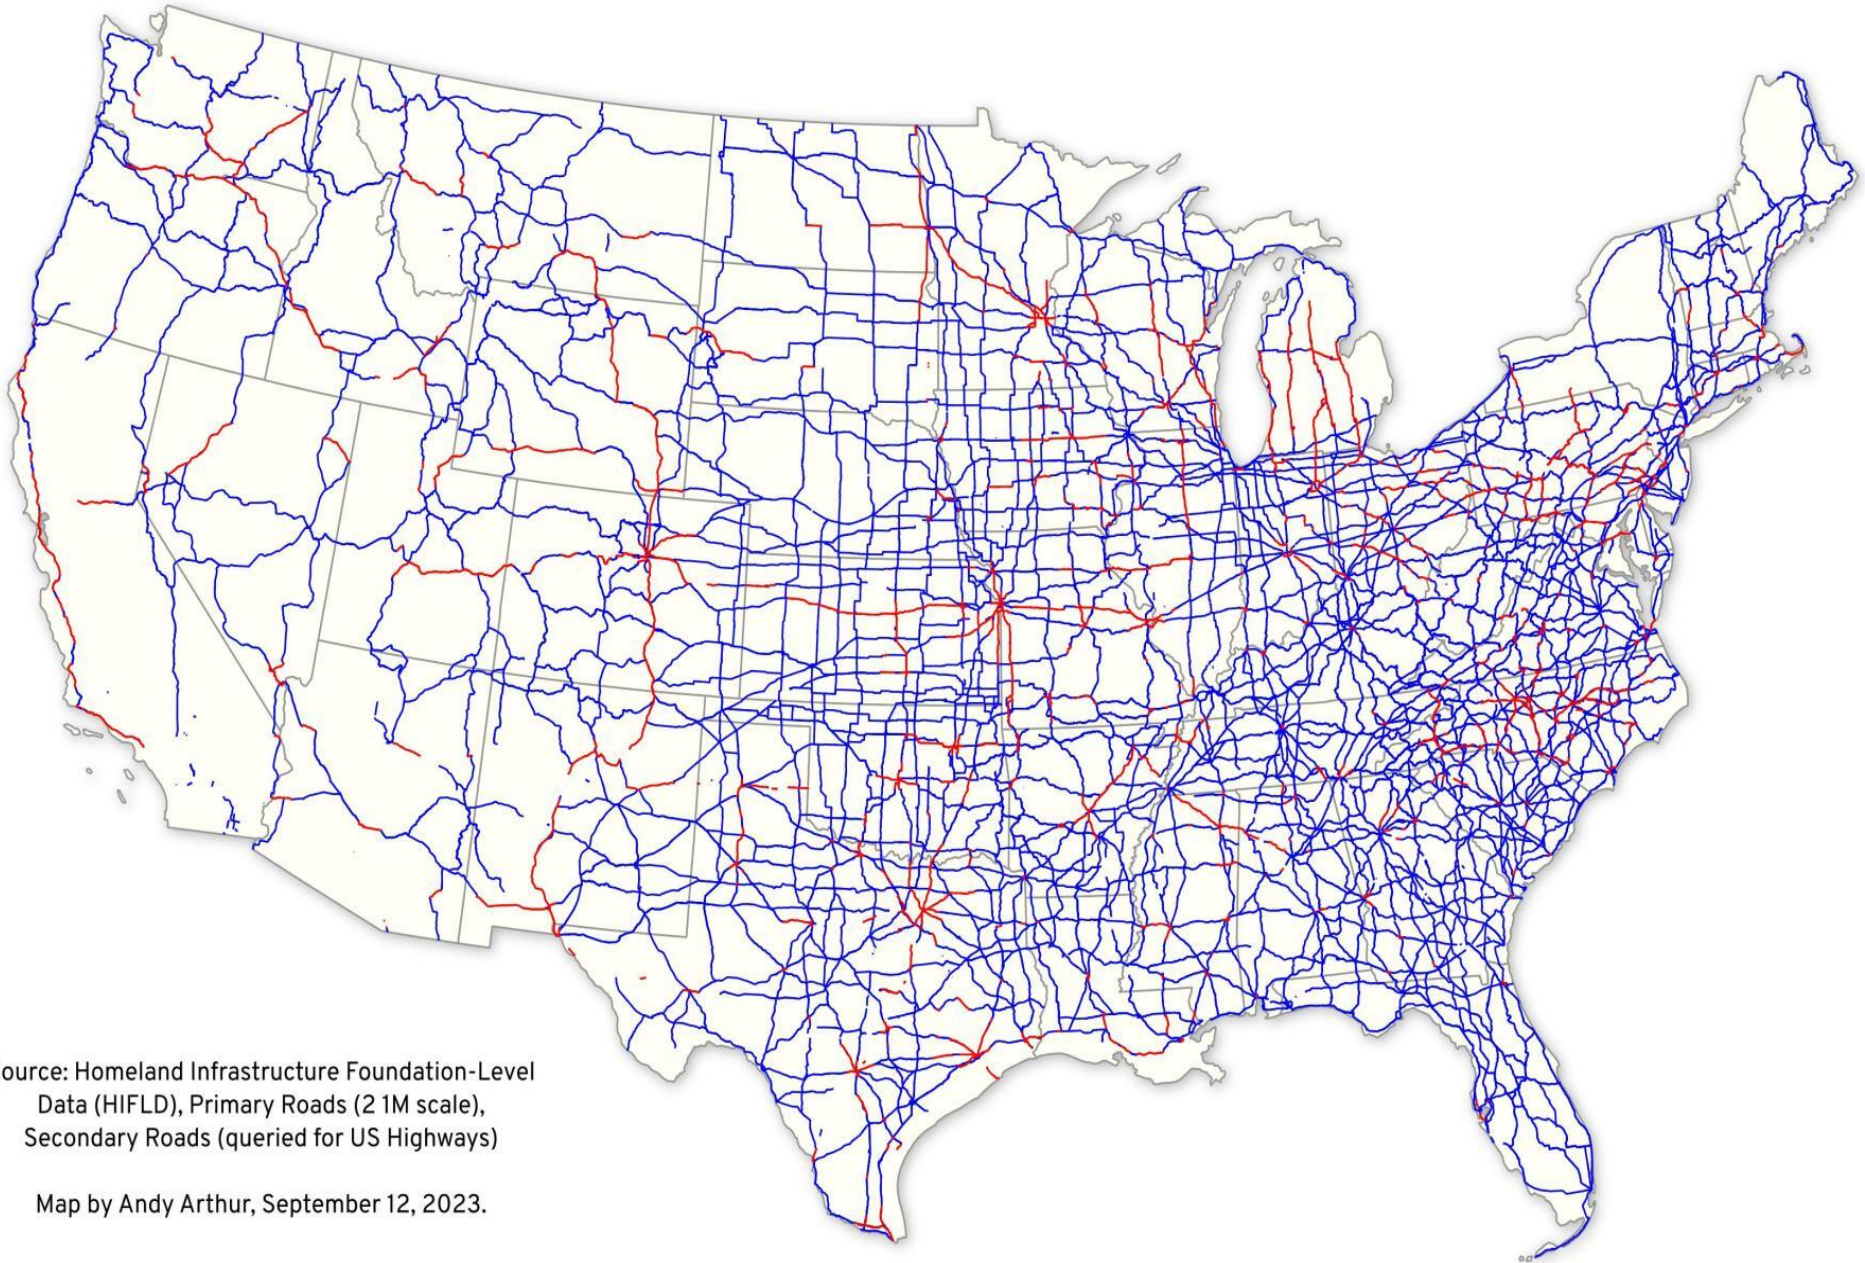 ource: Homeland Infrastructure Foundation-Level
Data (HIFLD), Primary Roads (2 1M scale),
Secondary Roads (queried for US Highways)
Map by Andy Arthur, September 12, 2023.